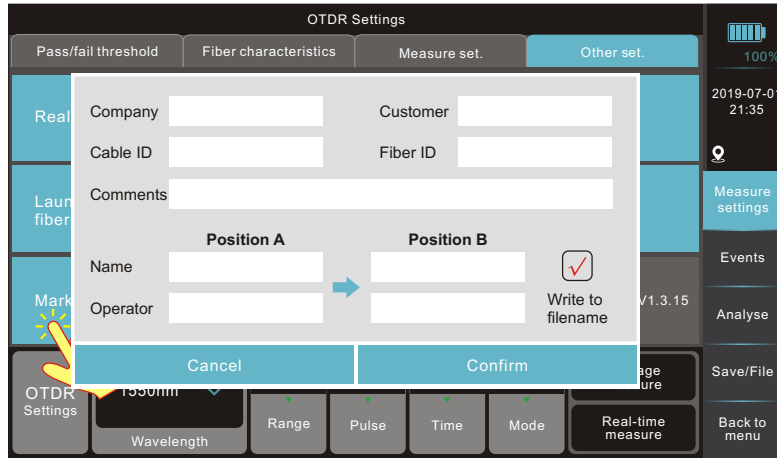 OTDR Settings
Pass/fail threshold
Fiber characteristics
Measure set.
Other set.
100%
2019-07-01
21:35
Real
Company
Customer
Cable ID
Fiber ID
Laun
fiber
Comments
Measure
settings
Position A
Position B
Name
Events
Mark
Operator
Write to
filename
V1.3.15
Analyse
Cancel
Confirm
Save/File
OTDR
Settings
1550nm
Wavelength
Range
Pulse
Time
Mode
Real-time
measure
Back to
menu